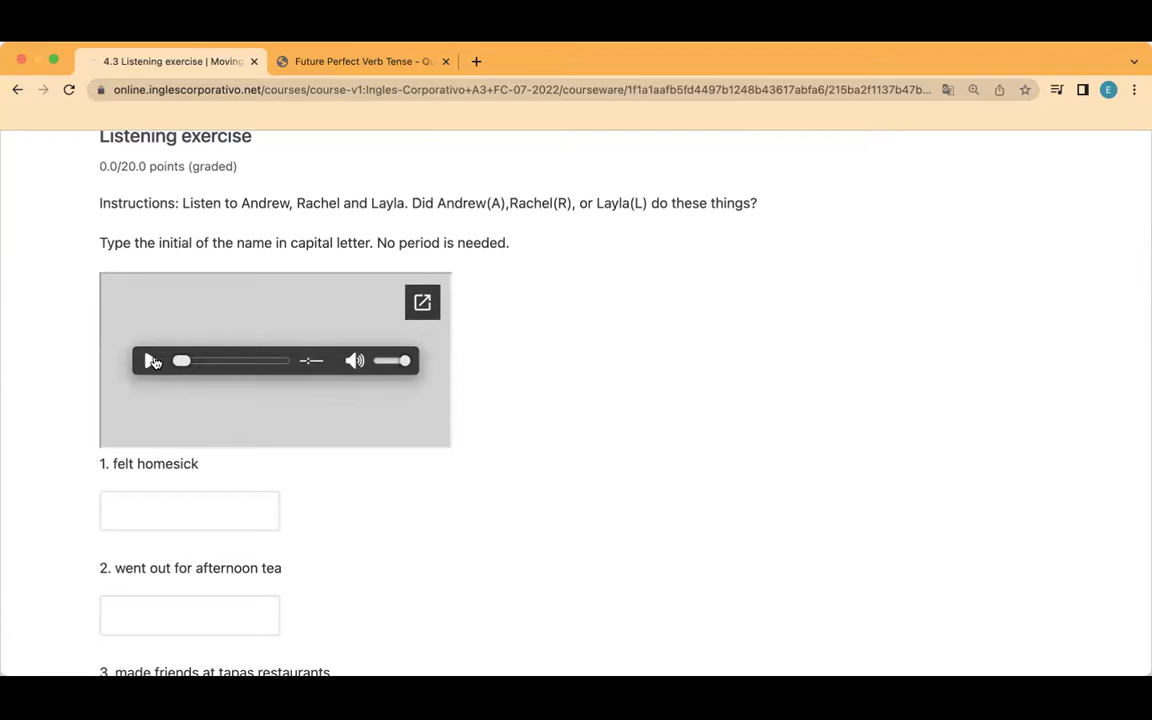 4.3 Listening exercise | Moving
Future Perfect Verb Tense - Qu
online.inglescorporativo.net/courses/course-v1:Ingles-Corporativo+A3+FC-07-2022/courseware/1f1a1aafb5fd4497b1248b43617abfa6/215ba2f1137b47b...
E
Listening exercise
0.0/20.0 points (graded)
Instructions: Listen to Andrew, Rachel and Layla. Did Andrew(A),Rachel(R), or Layla(L) do these things?
Type the initial of the name in capital letter. No period is needed.
-:--
1. felt homesick
2. went out for afternoon tea
3. made friends at tapas restaurants